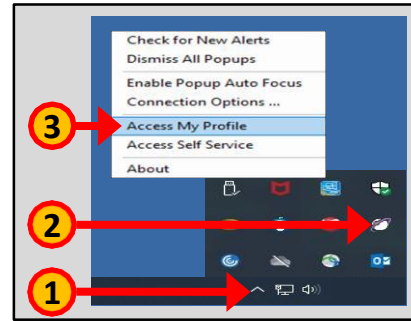 Check for New Alerts
Dismiss All Popups
Enable Popup Auto Focus
Connection Options ...
3
Access My Profile
Access Self Service
About
2
1